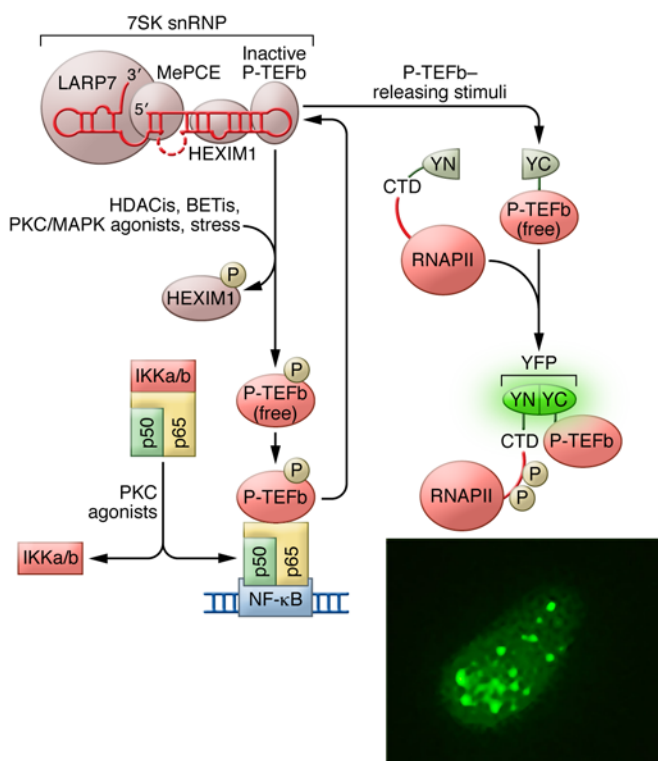 7SK snRNP
LARP7
3′
MePCE
Inactive
P-TEFb
5′
HEXIM1
P-TEFb–
releasing stimuli
YN
YC
CTD
P-TEFb
(free)
RNAPII
HDACis, BETis,
PKC/MAPK agonists, stress
P
HEXIM1
YFP
YN YC
CTD
P-TEFb
P
P
RNAPII
IKKa/b
p50
p65
P
P-TEFb
(free)
P
P-TEFb
PKC
agonists
IKKa/b
p50
p65
NF-κB